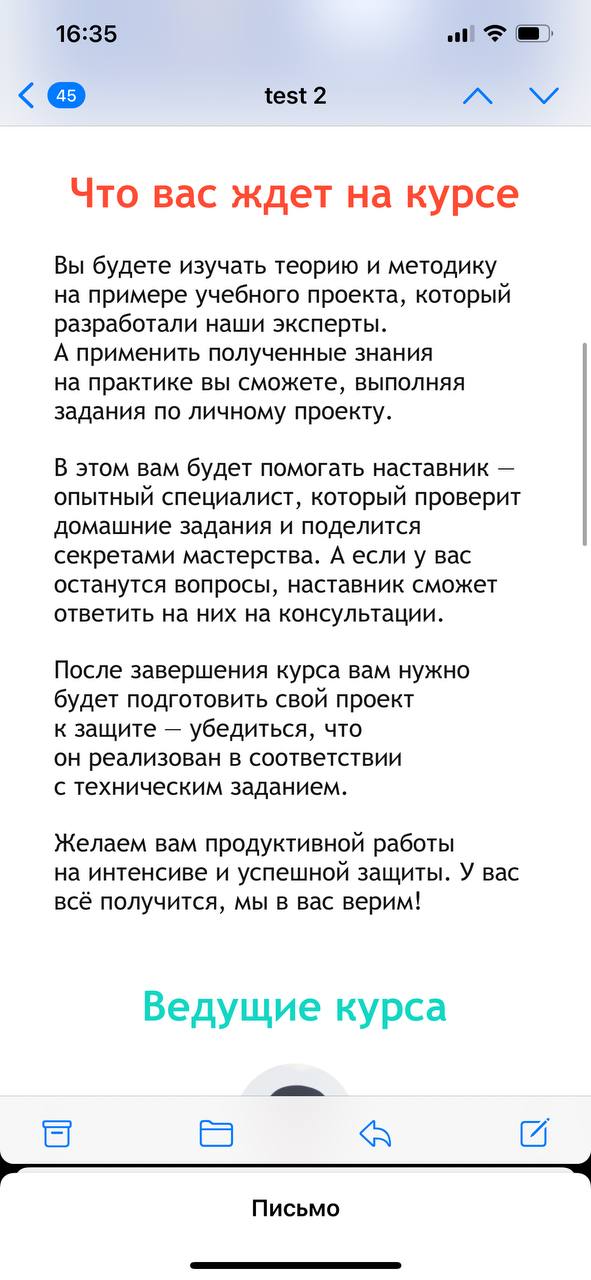 16:35
45
test 2
Что вас ждет на курсе
Вы будете изучать теорию и методику
на примере учебного проекта, который
разработали наши эксперты.
А применить полученные знания
на практике вы сможете, выполняя
задания по личному проекту.
В этом вам будет помогать наставник —
опытный специалист, который проверит
домашние задания и поделится
секретами мастерства. А если у вас
останутся вопросы, наставник сможет
ответить на них на консультации.
После завершения курса вам нужно
будет подготовить свой проект
к защите — убедиться, что
он реализован в соответствии
с техническим заданием.
Желаем вам продуктивной работы
на интенсиве и успешной защиты. У вас
всё получится, мы в вас верим!
Ведущие курса
Письмо